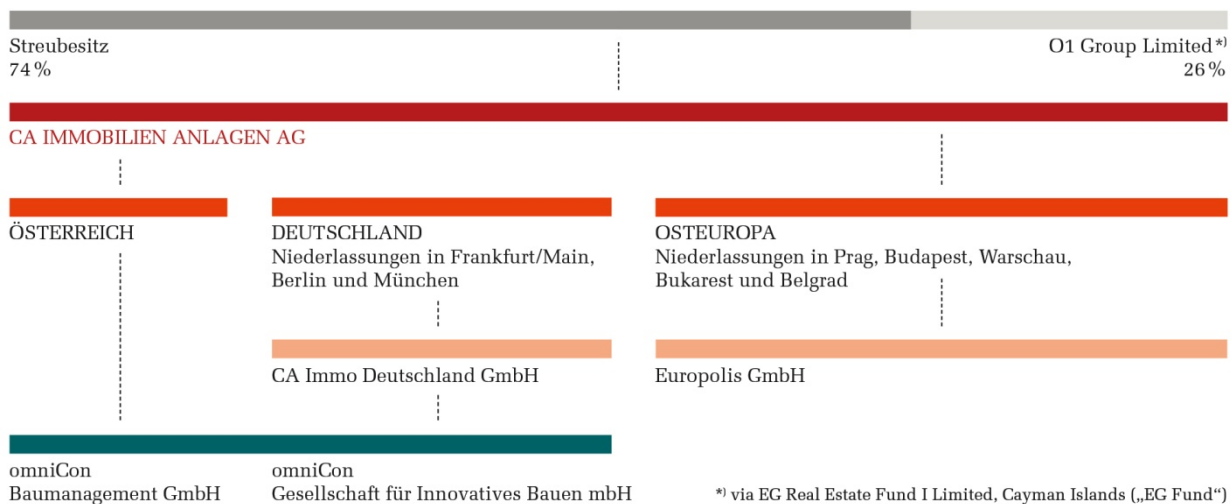 Streubesitz
74 %
O1 Group Limited*)
26 %
CA IMMOBILIEN ANLAGEN AG
ÖSTERREICH
DEUTSCHLAND
Niederlassungen in Frankfurt/Main,
Berlin und München
OSTEUROPA
Niederlassungen in Prag, Budapest, Warschau,
Bukarest und Belgrad
CA Immo Deutschland GmbH
Europolis GmbH
omniCon
Baumanagement GmbH
omniCon
Gesellschaft für Innovatives Bauen mbH
*) via EG Real Estate Fund I Limited, Cayman Islands („EG Fund“)